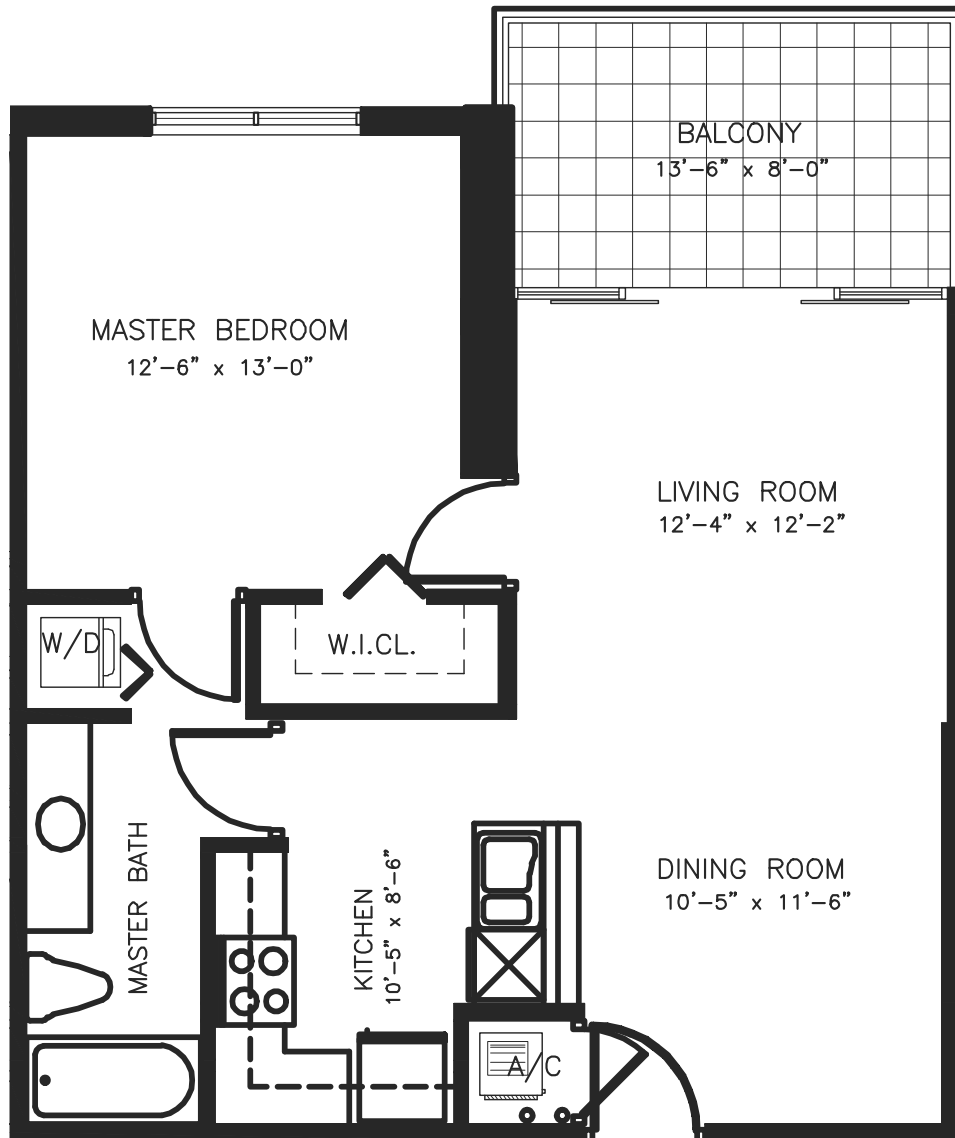 BALCONY
13'-6" x 8'-0"
MASTER BEDROOM
12'-6" x 13'-0"
LIVING ROOM
12'-4" x 12'-2"
W/D
W.I.CL.
MASTER BATH
KITCHEN
10'-5" x 8'-6"
DINING ROOM
10'-5" x 11'-6"
A/C